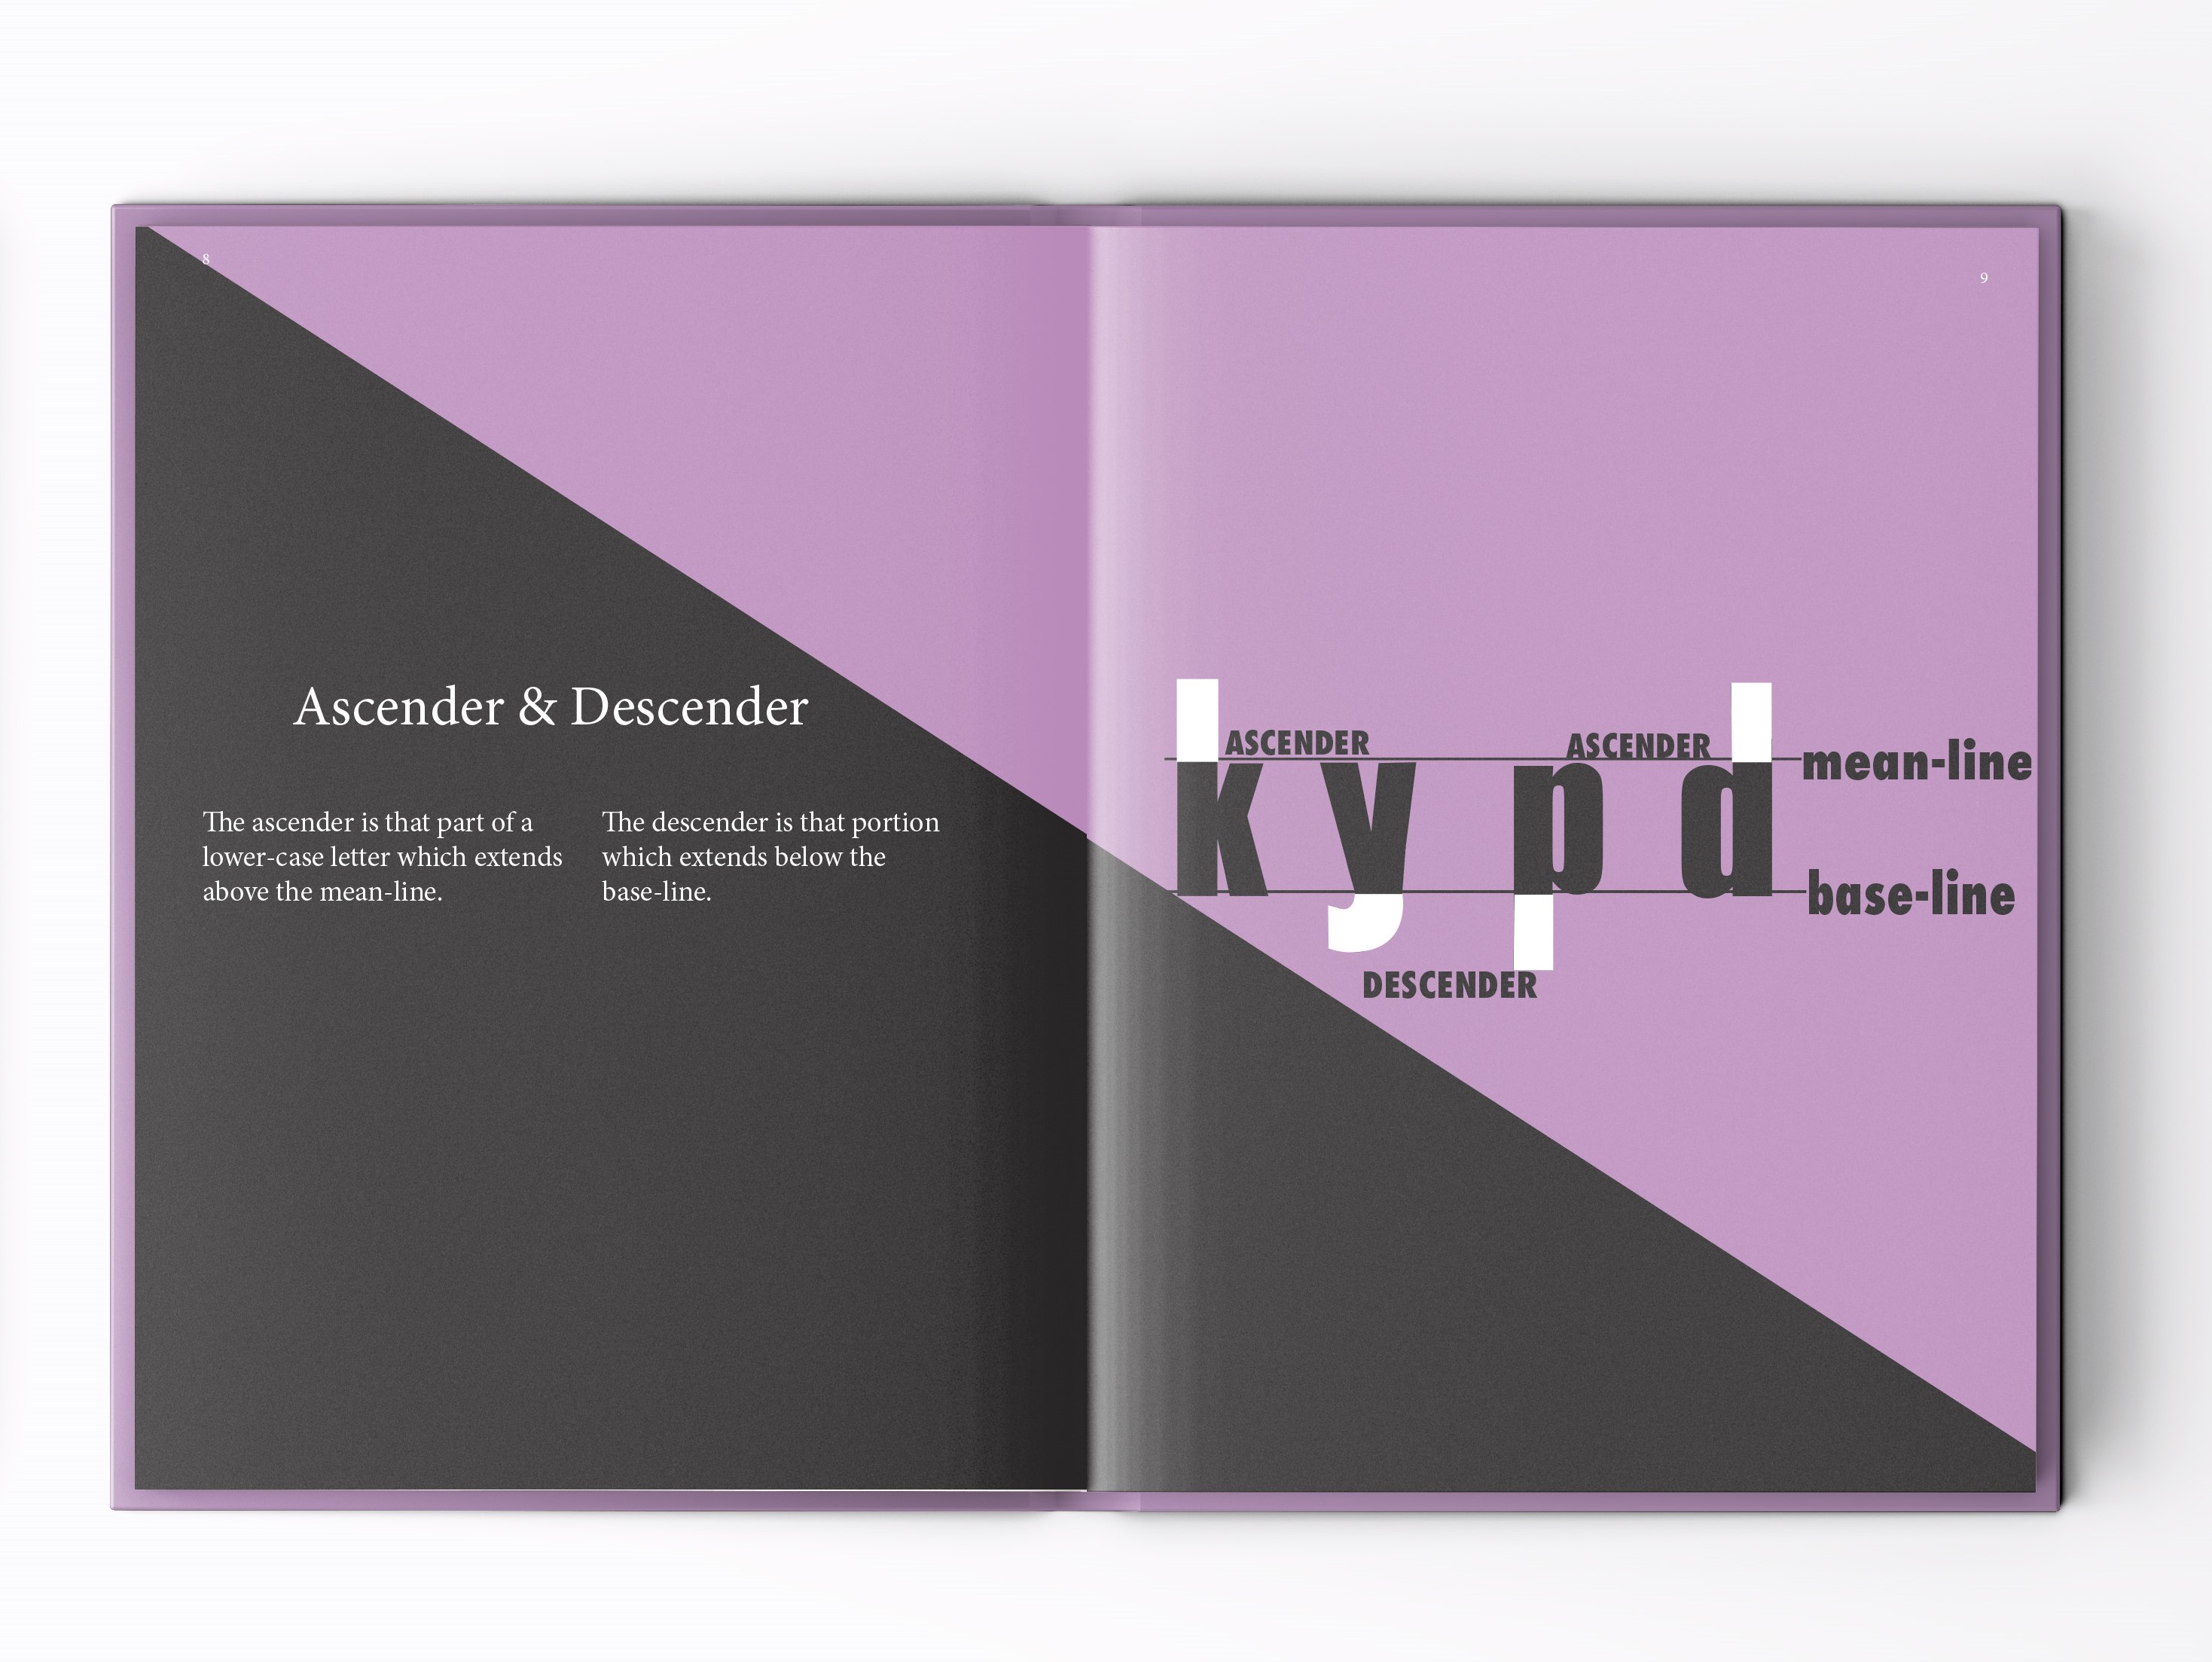 8
Ascender & Descender
The ascender is that part of a
lower-case letter which extends
above the mean-line.
The descender is that portion
which extends below the
base-line.
9
ASCENDER
ASCENDER
mean-line
k y p d
base-line
DESCENDER